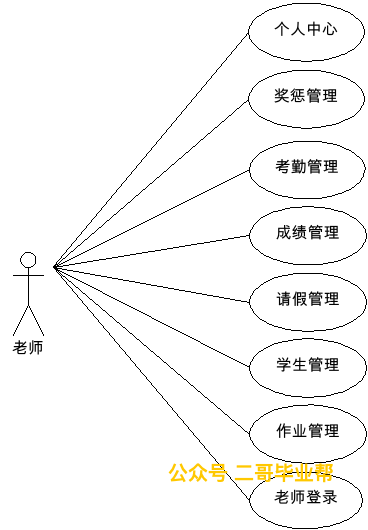 个人中心
奖惩管理
考勤管理
成绩管理
请假管理
老师
学生管理
作业管理
公众号 二哥毕业帮
老师登录